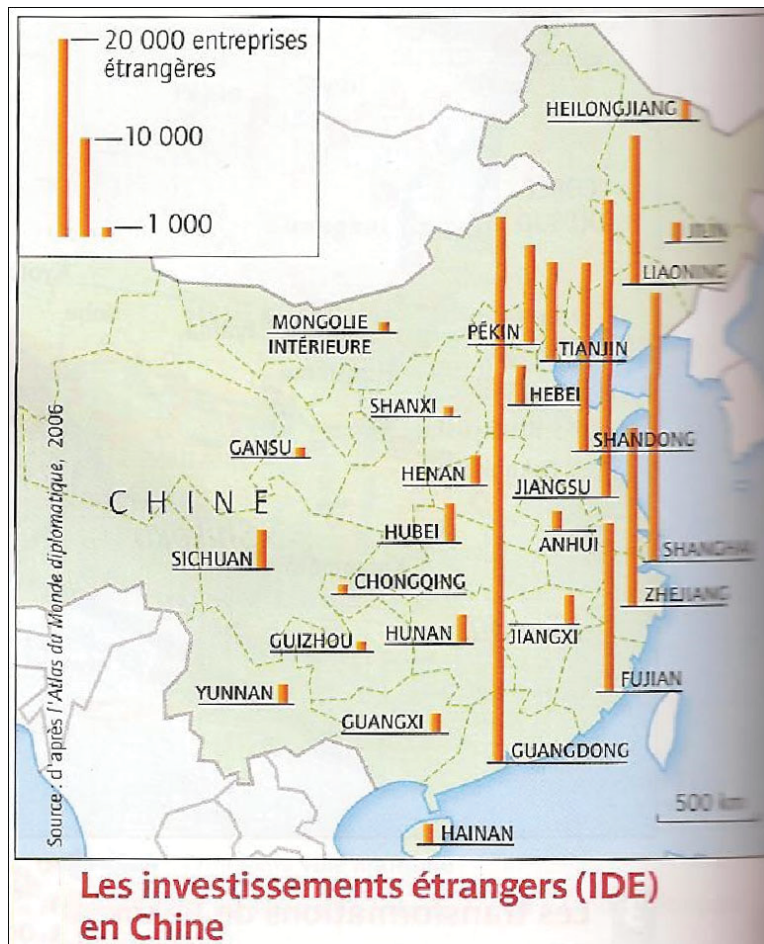 20 000 entreprises
étrangères
10 000
1 000
HEILONGJIANG
JILIN
LIAONING
MONGOLIE
INTÉRIEURE
PÉKIN
TIANJIN
HEBEI
SHANXI
GANSU
SHANDONG
HENAN
JIANGSU
CHINE
HUBEI
ANHUI
SHANGHAI
SICHUAN
CHONGQING
ZHEJIANG
GUIZHOU
HUNAN
JIANGXI
FUJIAN
YUNNAN
GUANGXI
GUANGDONG
500 km
HAINAN
Source : d'après l'Atlas du Monde diplomatique, 2006
Les investissements étrangers (IDE)
en Chine